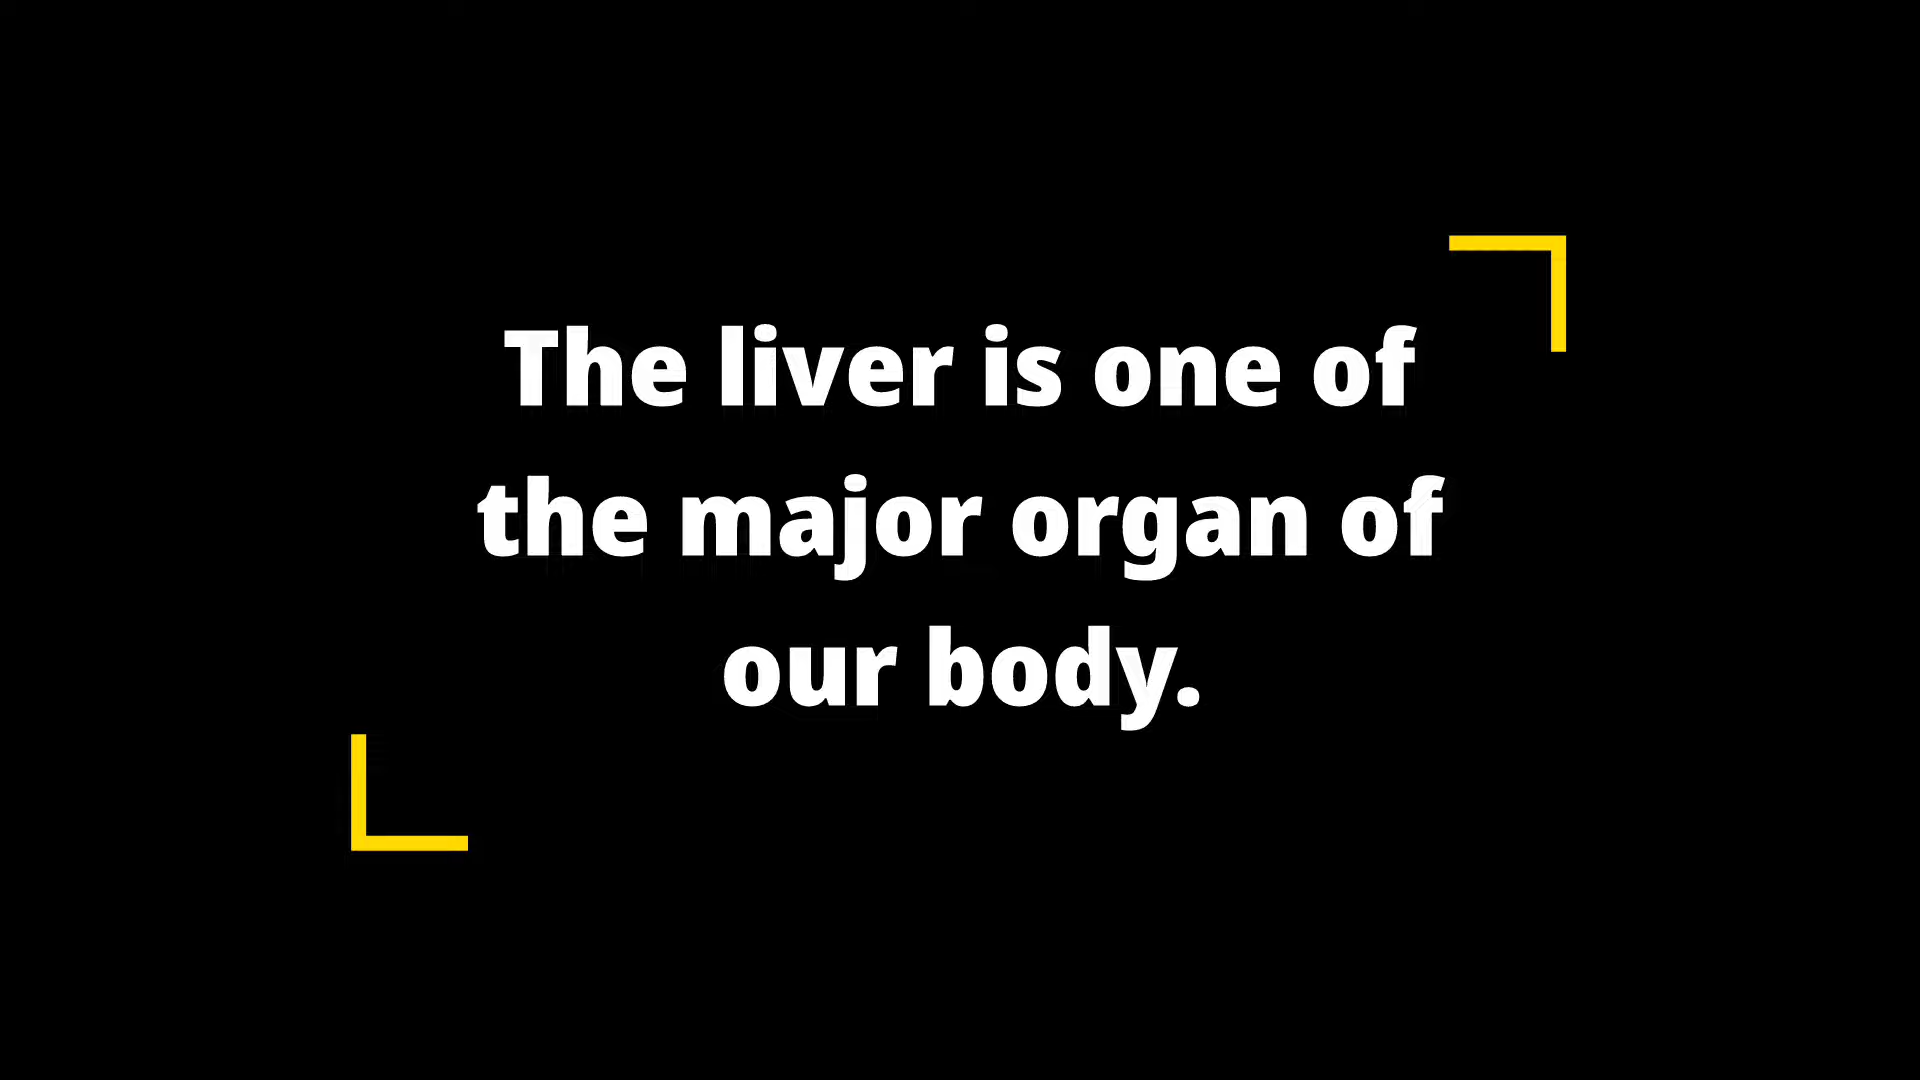 The liver is one of
the major organ of
our body.